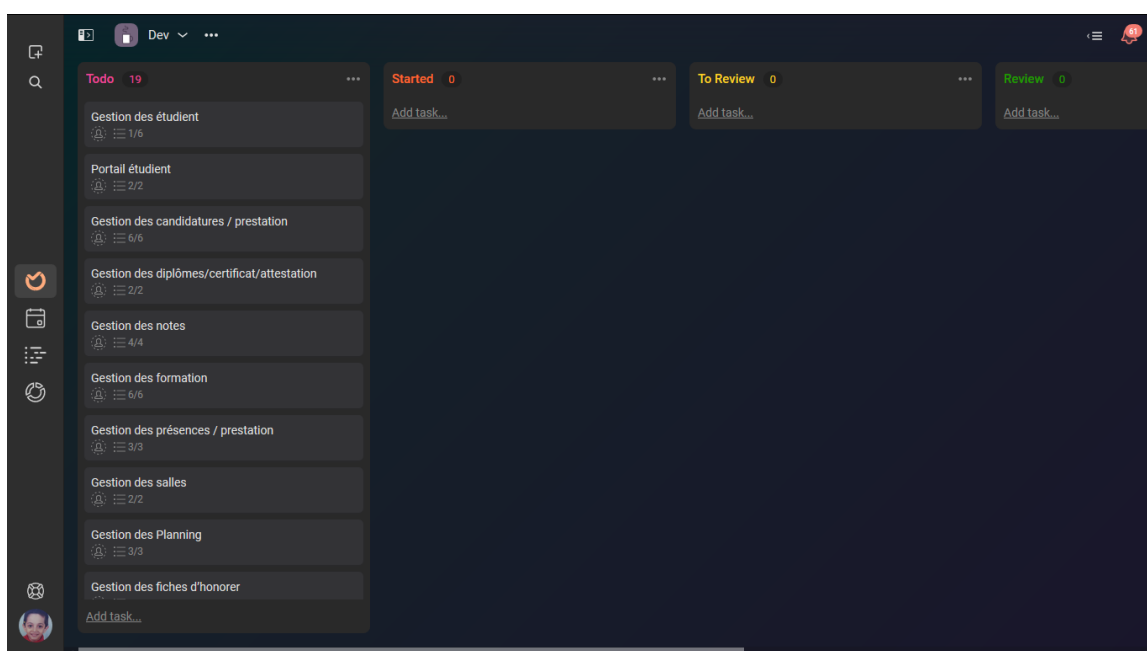 Dev
61
Todo 19
Started 0
To Review 0
Review 0
Gestion des étudient
1/6
Add task...
Add task...
Add task...
Portail étudient
2/2
Gestion des candidatures / prestation
6/6
Gestion des diplômes/certificat/attestation
2/2
Gestion des notes
4/4
Gestion des formation
6/6
Gestion des présences / prestation
3/3
Gestion des salles
2/2
Gestion des Planning
3/3
Gestion des fiches d'honorer
Add task...